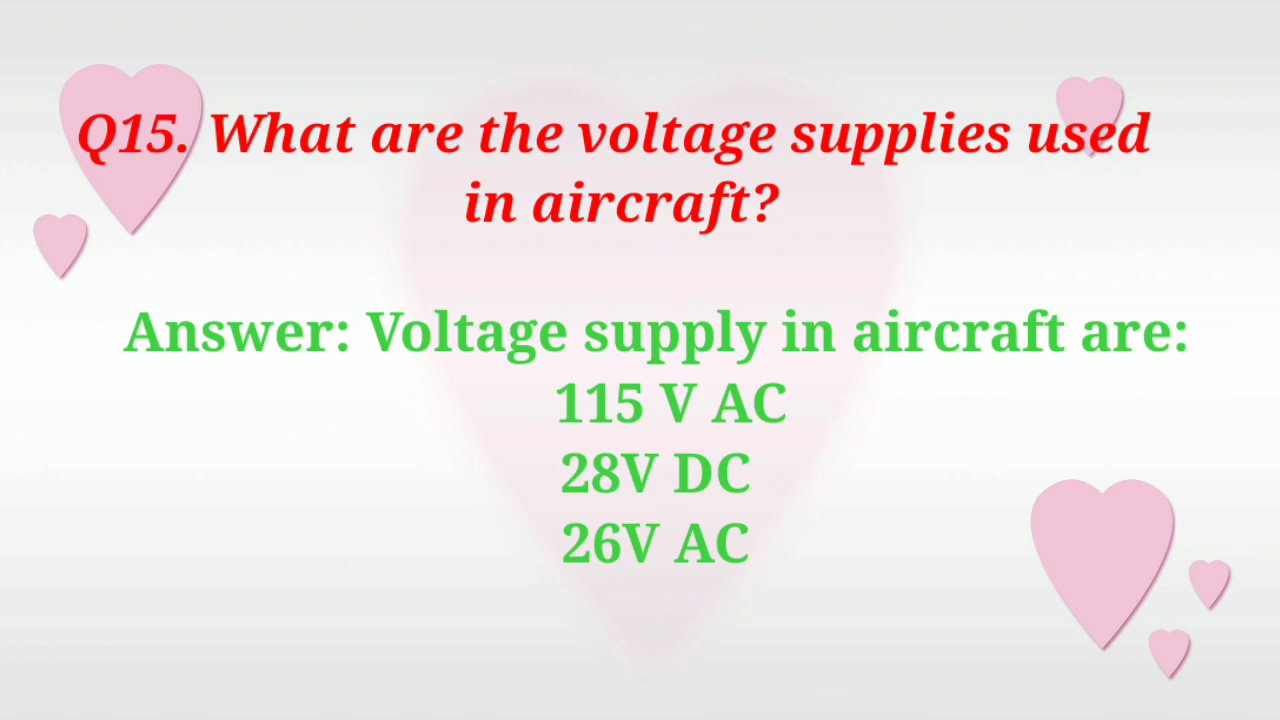 Q15. What are the voltage supplies used
in aircraft?
Answer: Voltage supply in aircraft are:
115 V AC
28V DC
26V AC